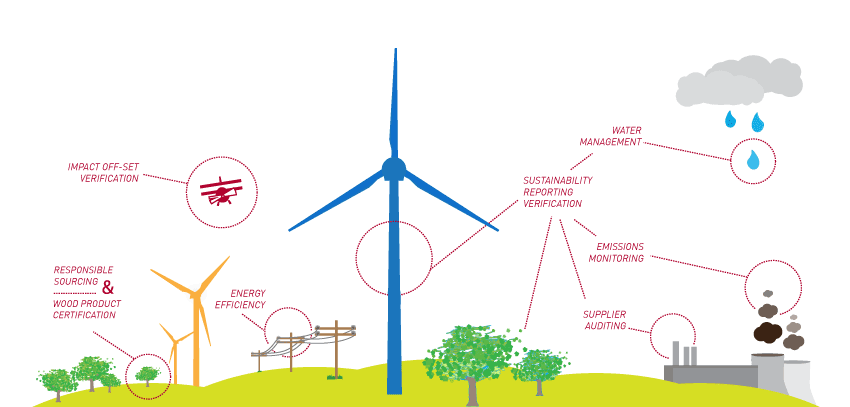 WATER
MANAGEMENT
IMPACT OFF-SET
VERIFICATION
SUSTAINABILITY
REPORTING
VERIFICATION
EMISSIONS
MONITORING
RESPONSIBLE
SOURCING &
WOOD PRODUCT
CERTIFICATION
ENERGY
EFFICIENCY
SUPPLIER
AUDITING